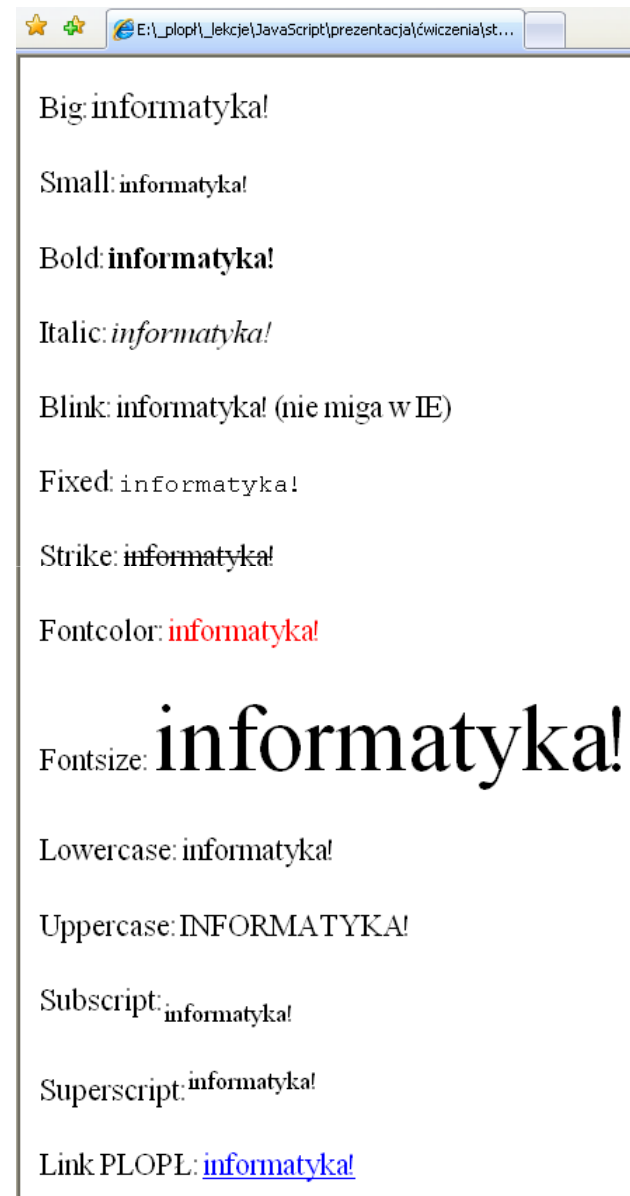 E:\_plopł\_lekcje\JavaScript\prezentacja\ćwiczenia\st...
Big: informatyka!
Small: informatyka!
Bold: informatyka!
Italic: informatyka!
Blink: informatyka! (nie miga w IE)
Fixed: informatyka!
Strike: informatyka!
Fontcolor: informatyka!
Fontsize: informatyka!
Lowercase: informatyka!
Uppercase: INFORMATYKA!
Subscript: informatyka!
Superscript: informatyka!
Link PLOPŁ: informatyka!